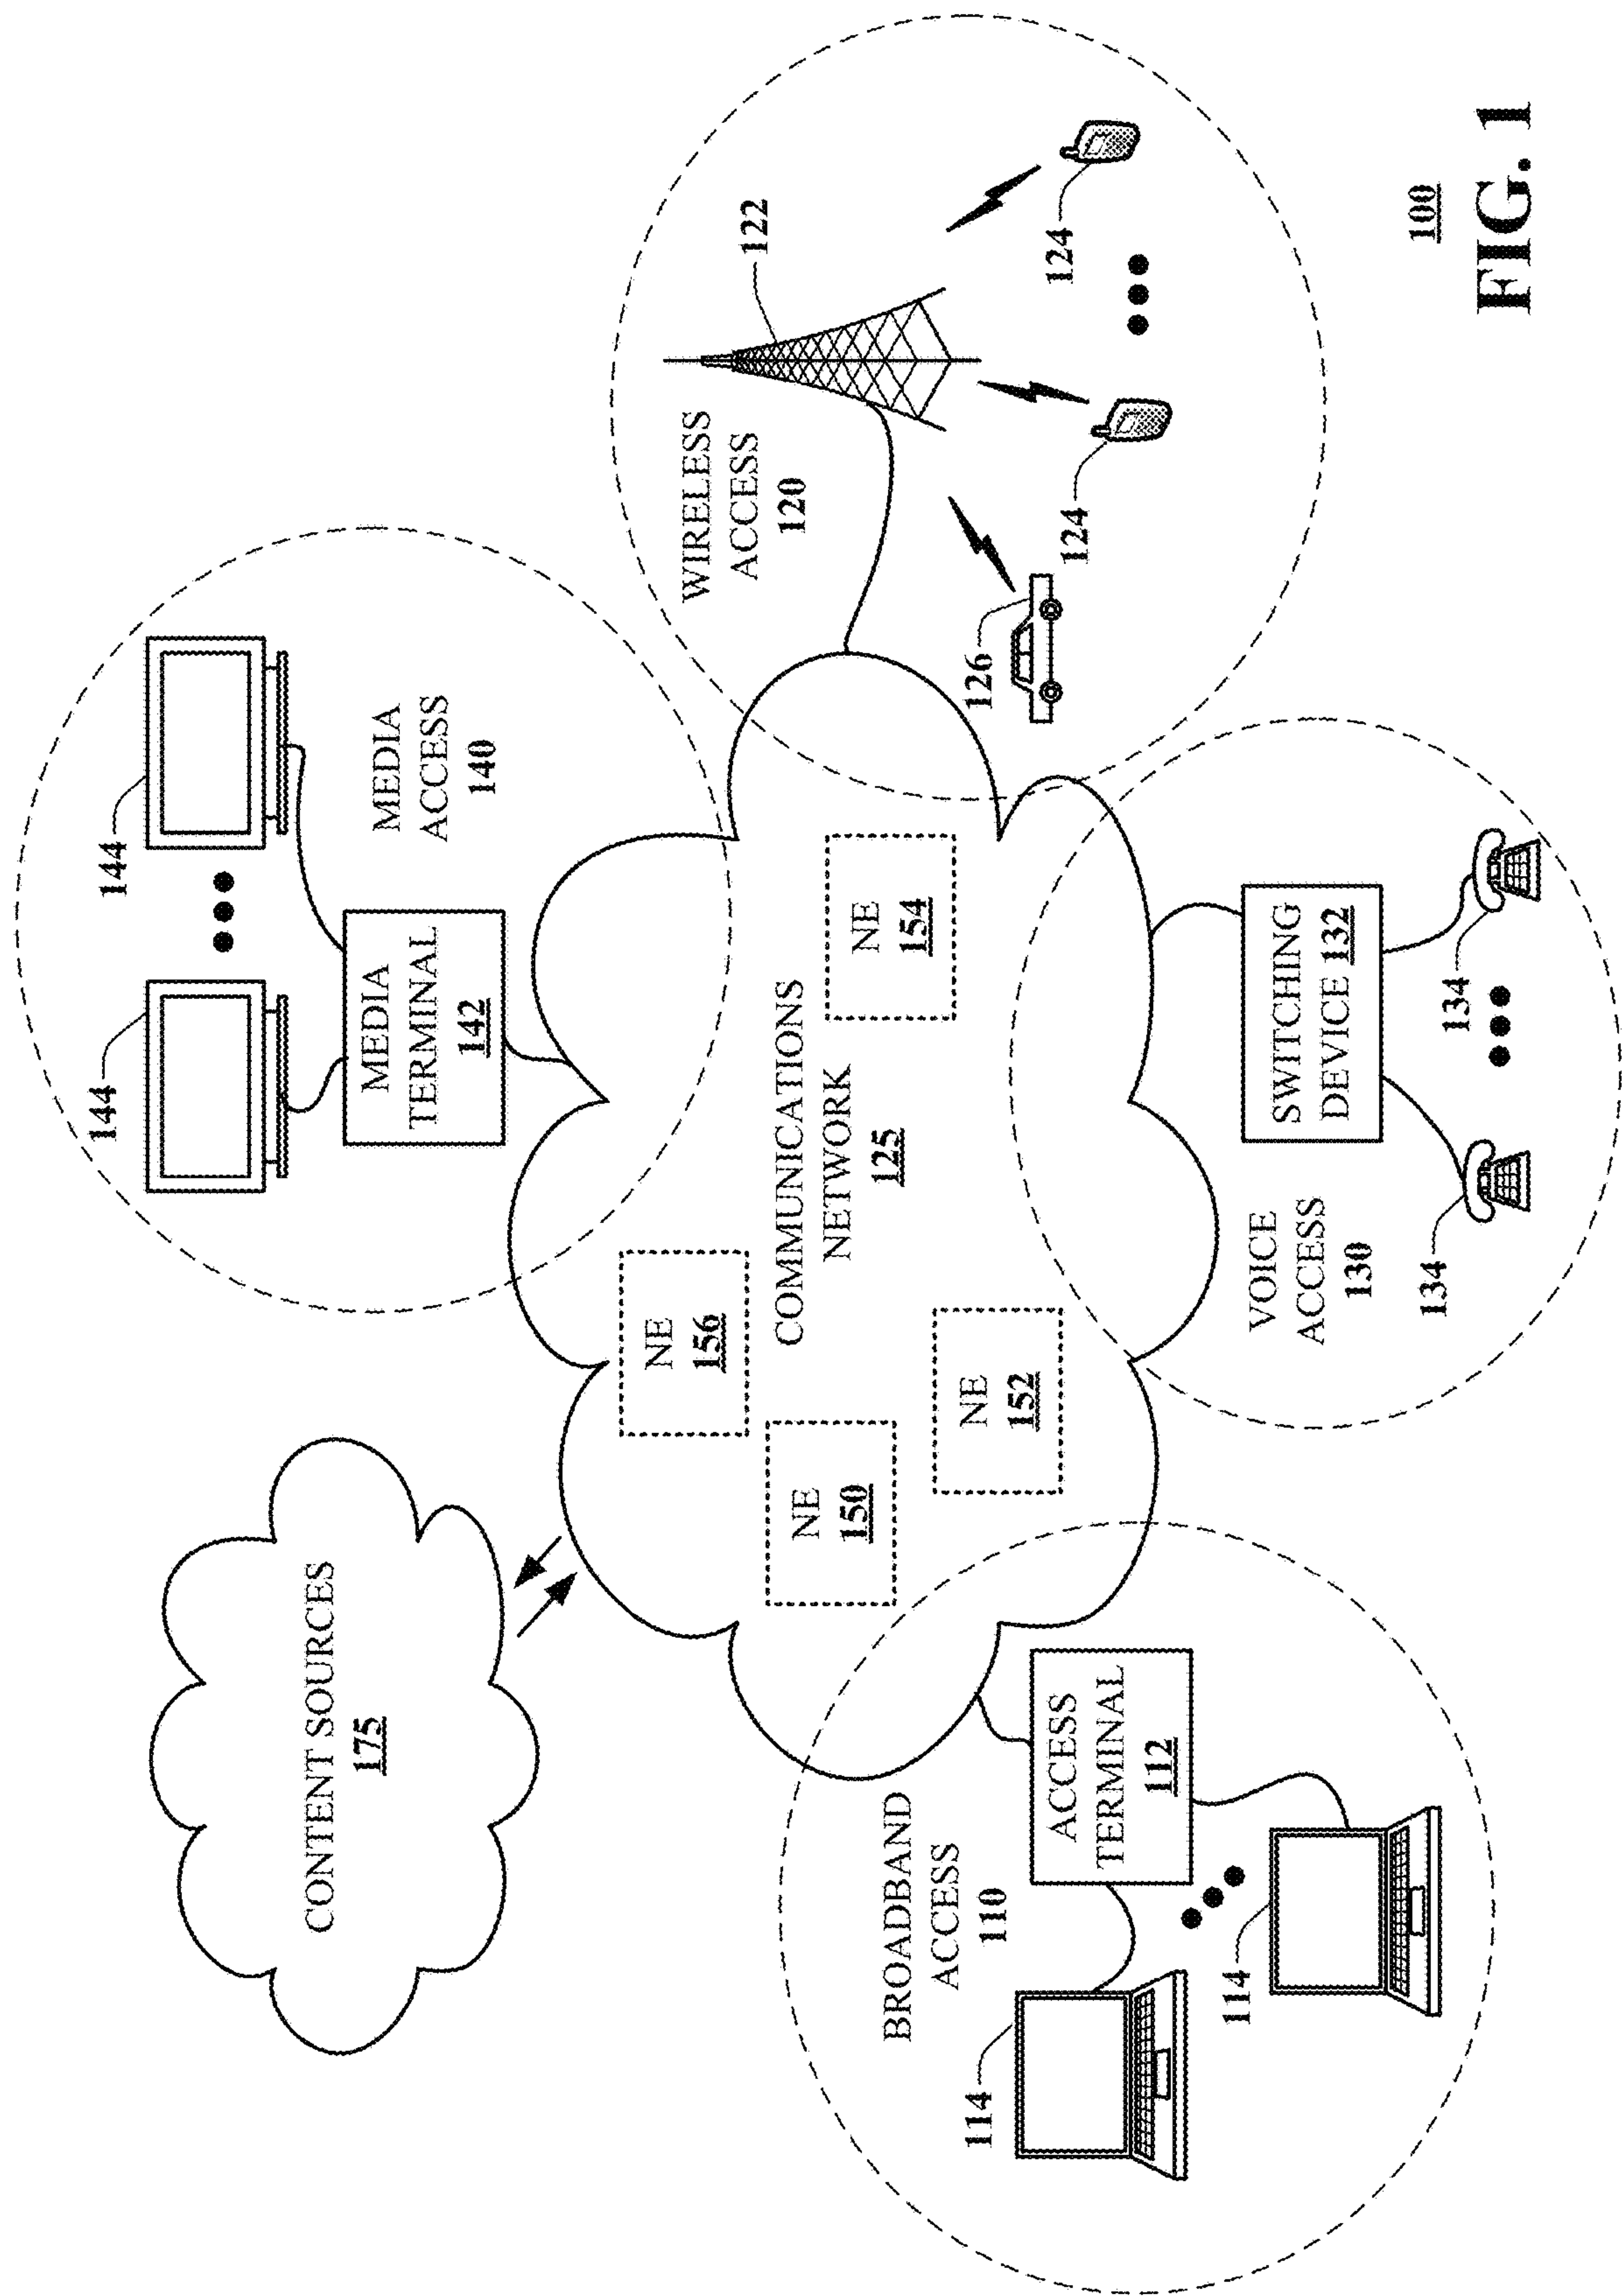 CONTENT SOURCES
175
144
144
MEDIA
TERMINAL
142
MEDIA
ACCESS
140
NE
156
NE
150
NE
152
COMMUNICATIONS
NETWORK
125
NE
154
WIRELESS
ACCESS
120
122
124
124
126
BROADBAND
ACCESS
110
ACCESS
TERMINAL
112
114
114
VOICE
ACCESS
130
SWITCHING
DEVICE 132
134
134
100
FIG. 1